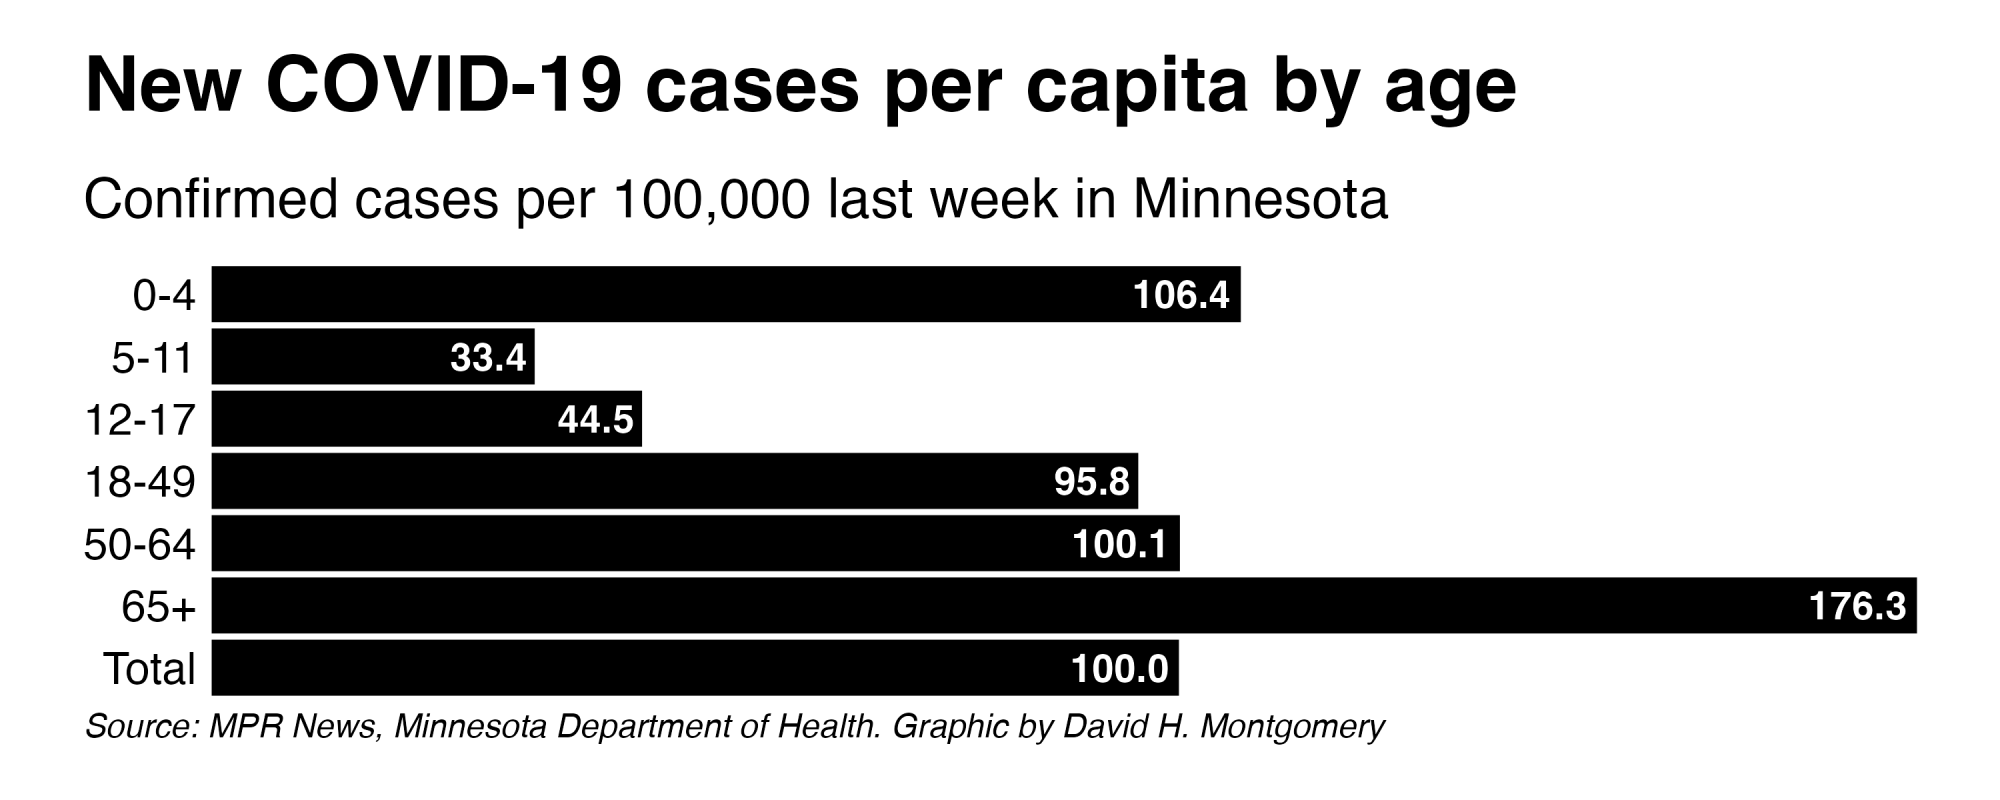 New COVID-19 cases per capita by age
Confirmed cases per 100,000 last week in Minnesota
0-4 106.4
5-11 33.4
12-17 44.5
18-49 95.8
50-64 100.1
65+ 176.3
Total 100.0
Source: MPR News, Minnesota Department of Health. Graphic by David H. Montgomery